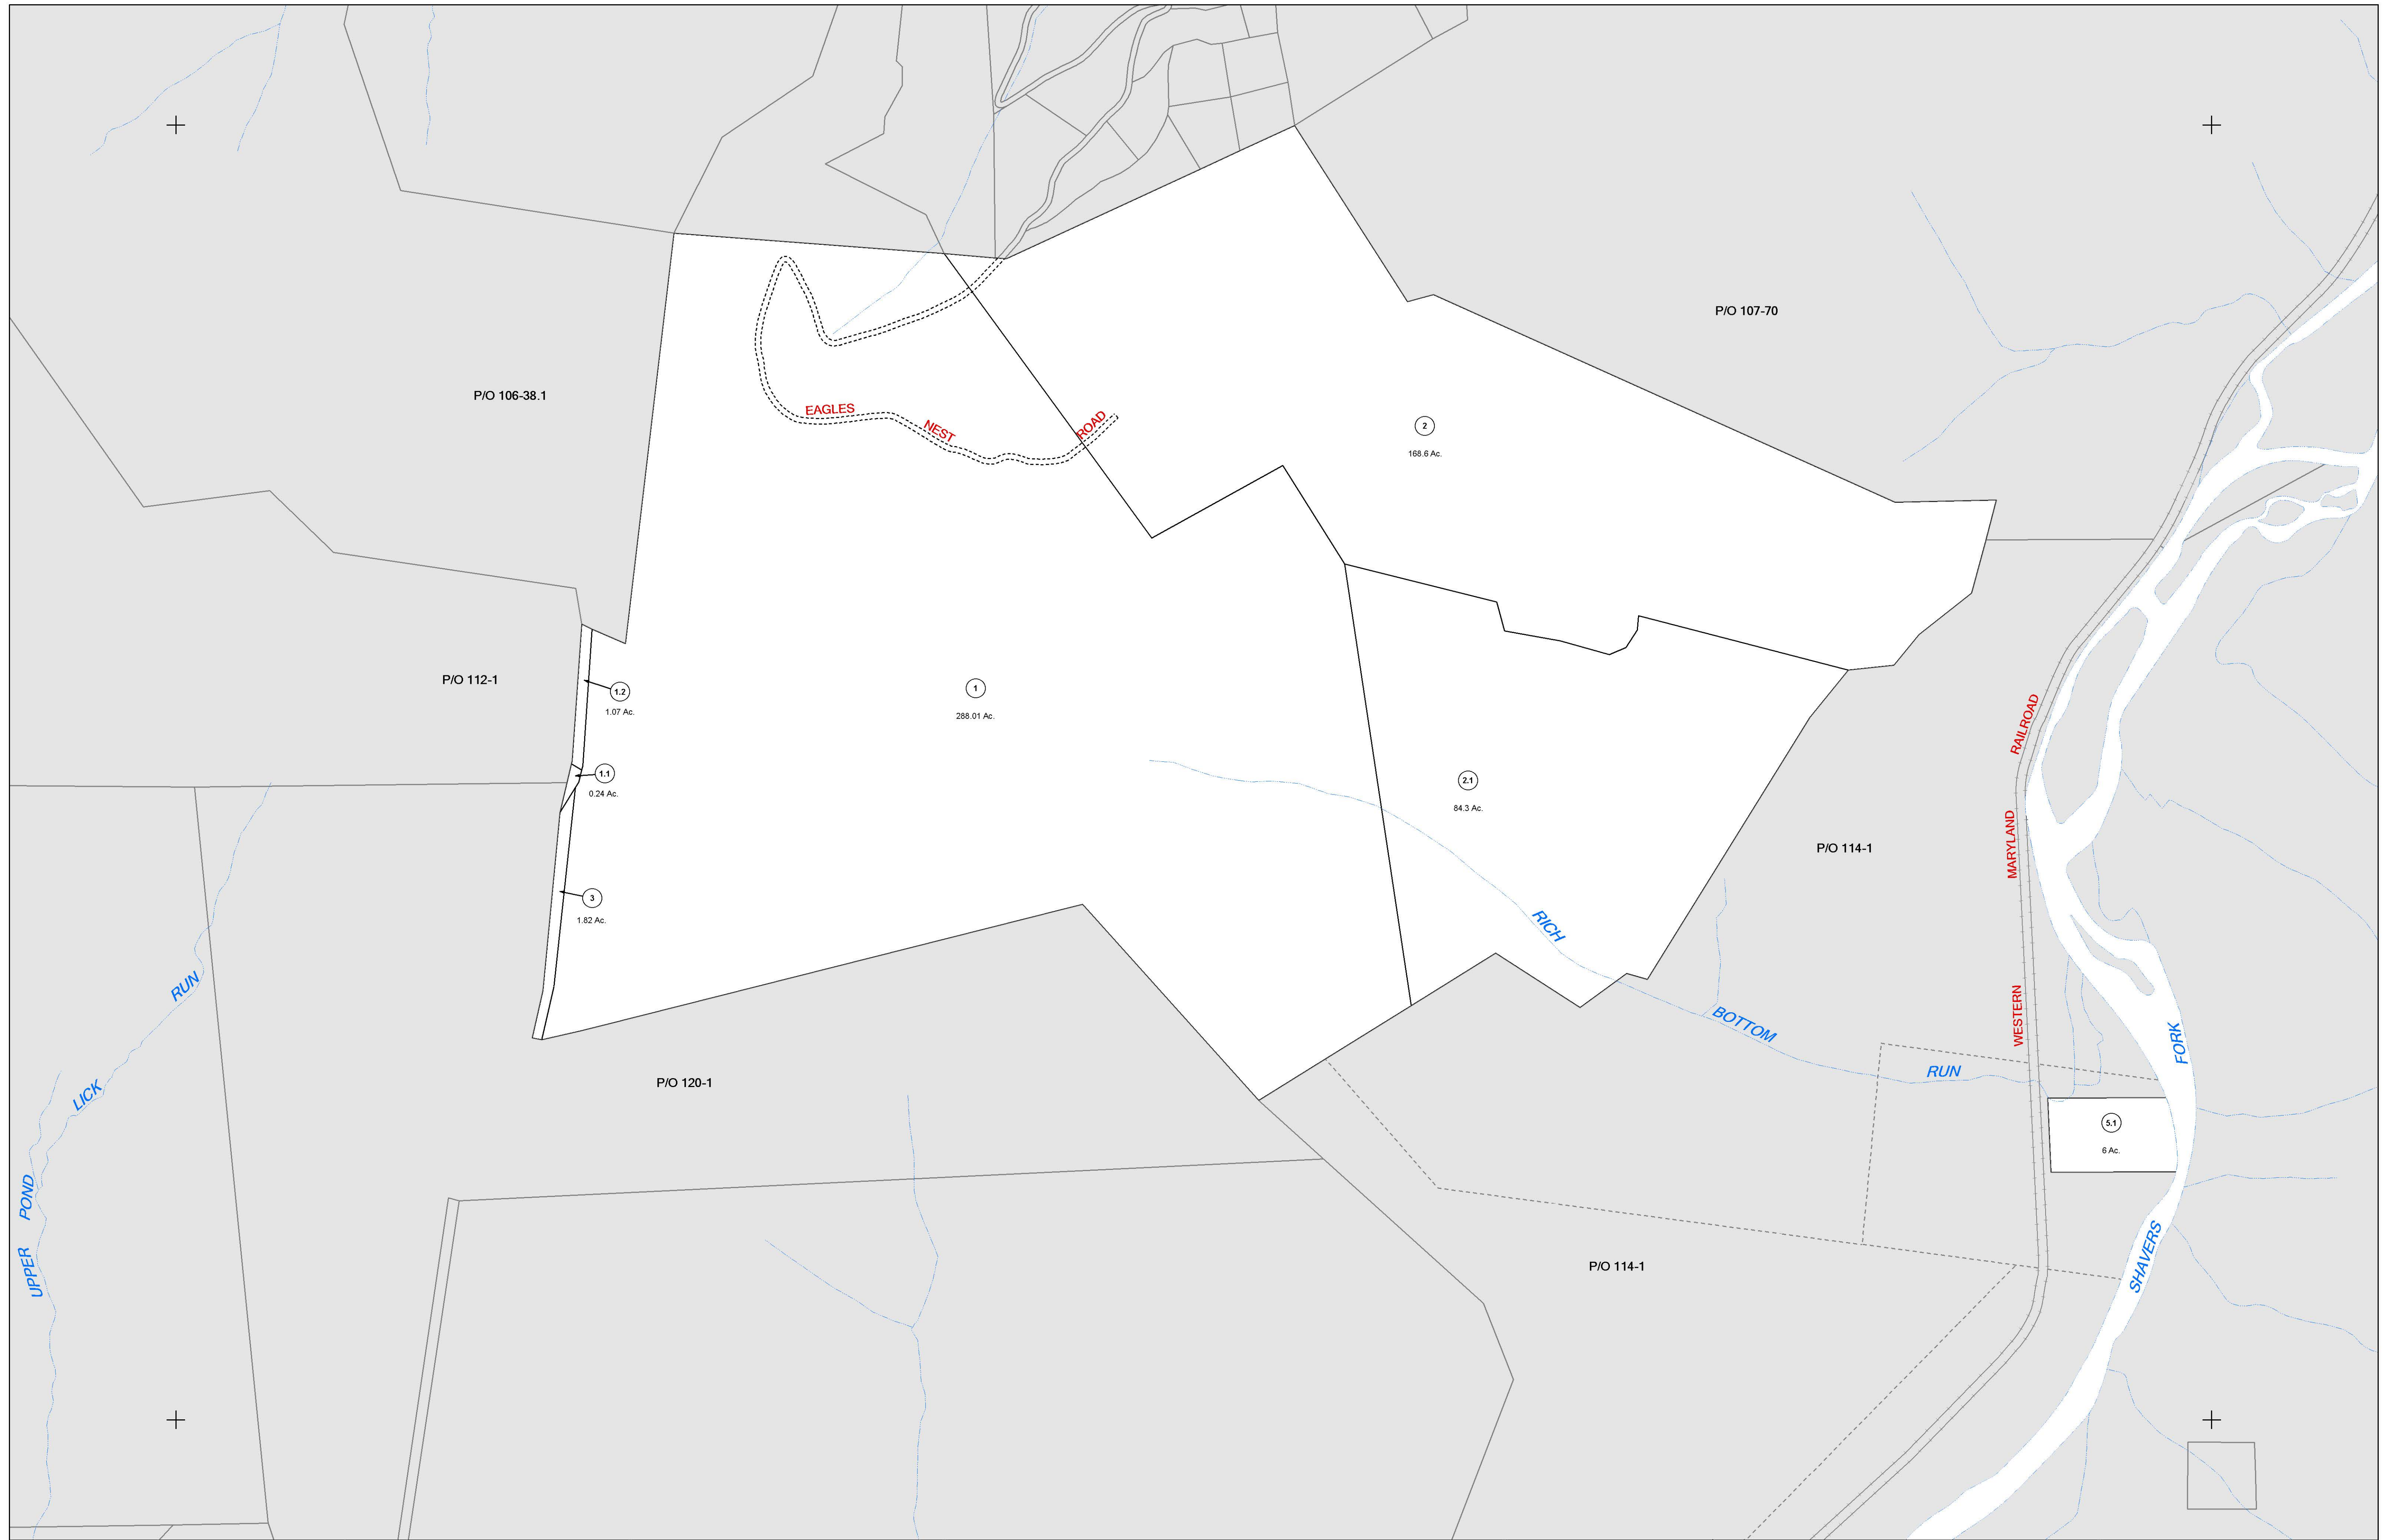 P/O 107-70
P/O 106-38.1
EAGLES
NEST
ROAD
2
168.6 Ac.
P/O 112-1
1.2
1.07 Ac.
1
288.01 Ac.
1.1
0.24 Ac.
2.1
84.3 Ac.
3
1.82 Ac.
P/O 114-1
RAILROAD
MARYLAND
WESTERN
RICH
BOTTOM
RUN
FORK
SHAVERS
5.1
6 Ac.
P/O 120-1
P/O 114-1
RUN
LICK
POND
UPPER